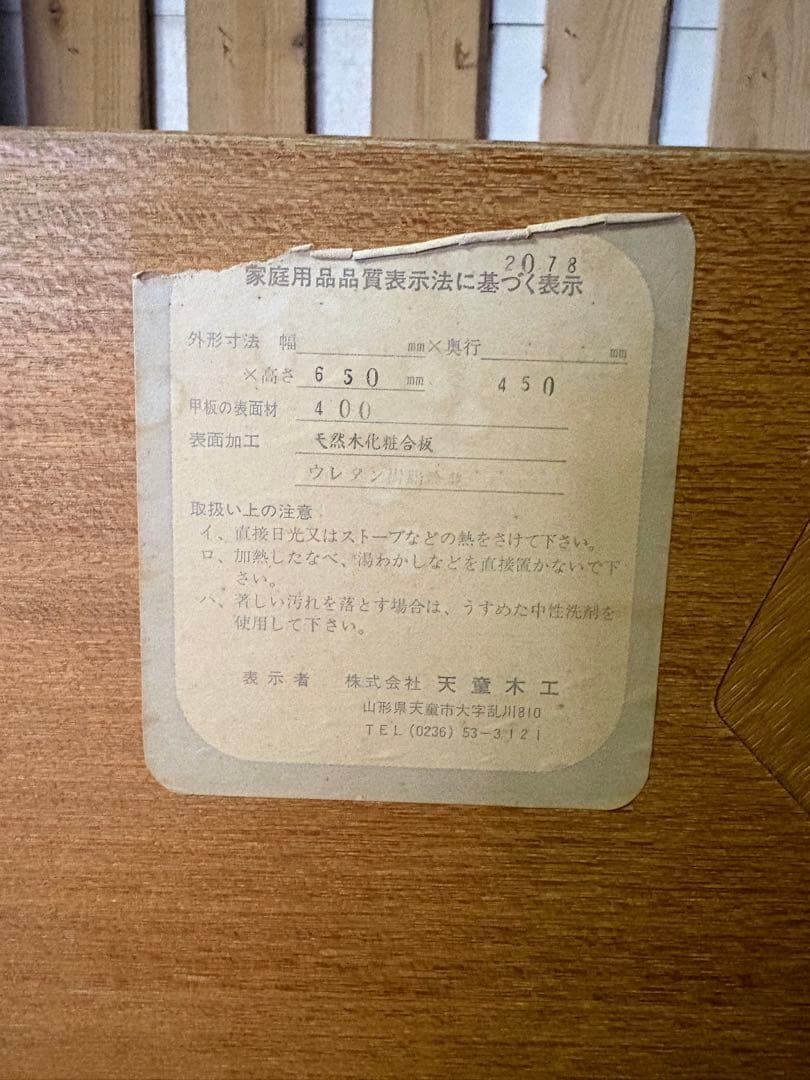 2078
家庭用品品質表示法に基づく表示
外形寸法 幅 mm×奥行 mm
×高さ 650 mm 450
甲板の表面材 400
表面加工 天然木化粧合板
ウレタン樹脂塗装
取扱い上の注意
イ、直接日光又はストーブなどの熱をさけて下さい。
ロ、加熱したなべ、湯わかしなどを直接置かないで下
さい。
ハ、著しい汚れを落とす場合は、うすめた中性洗剤を
使用して下さい。
表示者 株式会社 天童木工
山形県天童市大字乱川810
TEL(0236)53-3121